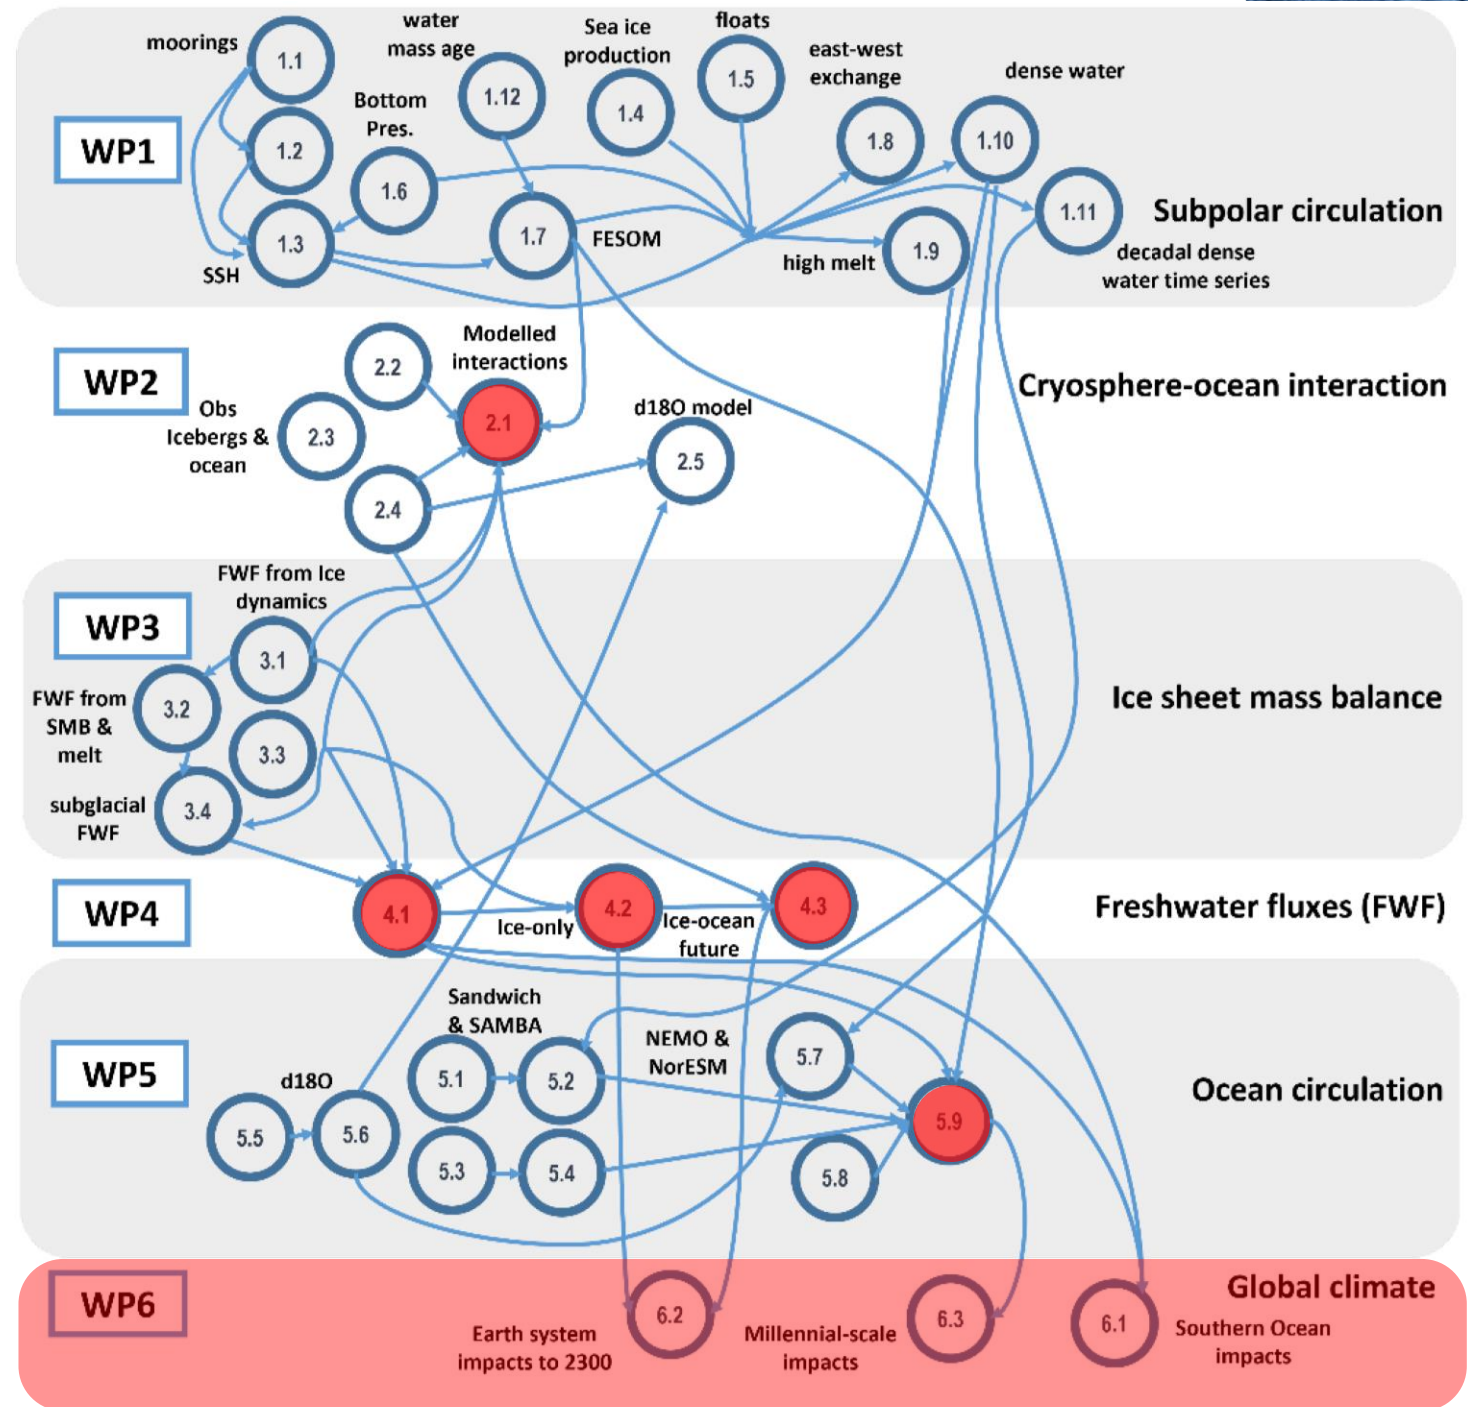 moorings
1.1
water
mass age
Sea ice
production
floats
east-west
exchange
dense water
1.12
1.4
1.5
1.8
1.10
Bottom
Pres.
WP1
1.2
1.6
1.11
Subpolar circulation
1.3
1.7
FESOM
1.9
SSH
high melt
decadal dense
water time series
WP2
2.2
Modelled
interactions
Cryosphere-ocean interaction
Obs
Icebergs &
ocean
2.3
2.1
d18O model
2.5
2.4
WP3
FWF from Ice
dynamics
3.1
FWF from
SMB &
melt
3.2
3.3
Ice sheet mass balance
subglacial
FWF
3.4
WP4
4.1
Ice-only
4.2
Ice-ocean
future
4.3
Freshwater fluxes (FWF)
Sandwich
& SAMBA
WP5
5.1
5.2
NEMO &
NorESM
5.7
Ocean circulation
d18O
5.5
5.6
5.3
5.4
5.8
5.9
WP6
Global climate
Earth system
impacts to 2300
6.2
Millennial-scale
impacts
6.3
6.1
Southern Ocean
impacts